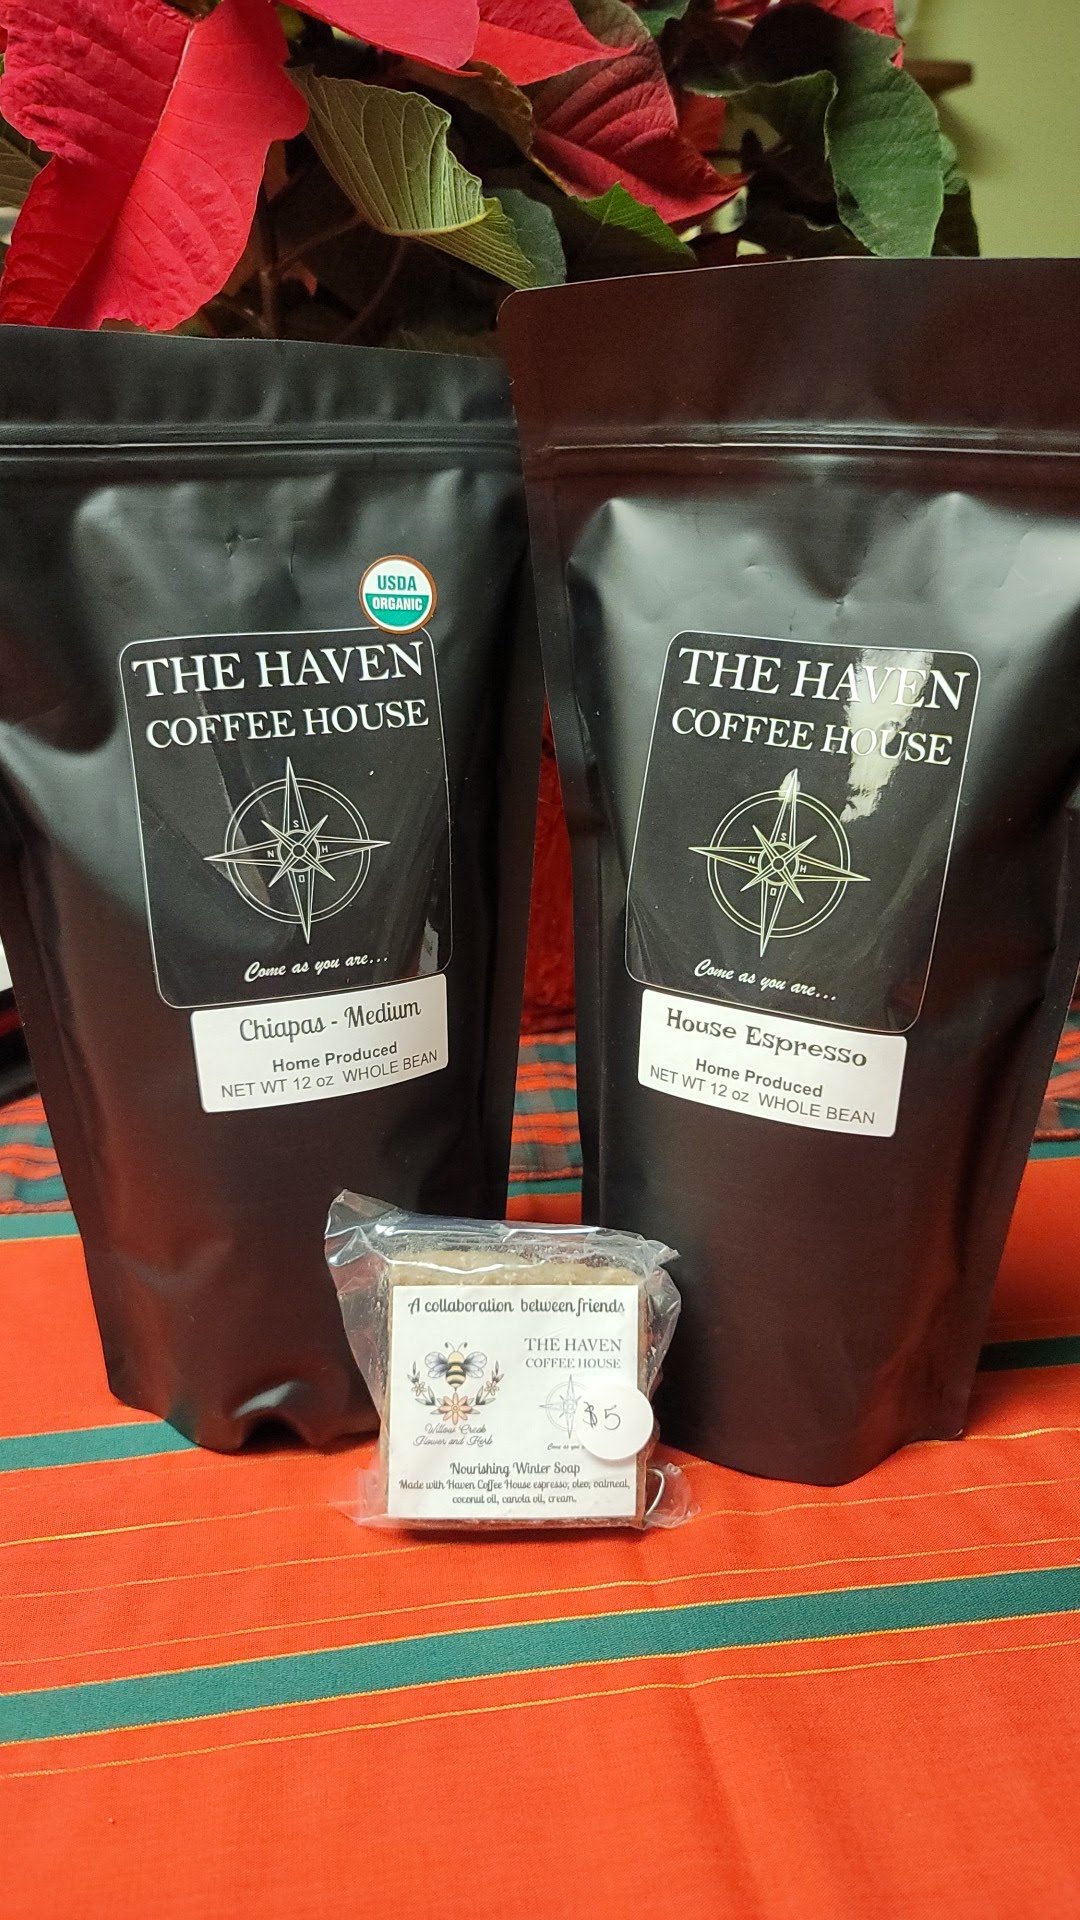 USDA
ORGANIC
THE HAVEN
COFFEE HOUSE
S
N H
O
Come as you are...
Chiapas - Medium
Home Produced
NET WT 12 oz WHOLE BEAN
THE HAVEN
COFFEE HOUSE
S
N H
O
Come as you are...
House Espresso
Home Produced
NET WT 12 oz WHOLE BEAN
A collaboration between friends
Willow Creek
Flower and Herb
THE HAVEN
COFFEE HOUSE
$5
Come as you
Nourishing Winter Soap
Made with Haven Coffee House espresso, oleo, oatmeal,
coconut oil, canola oil, cream.